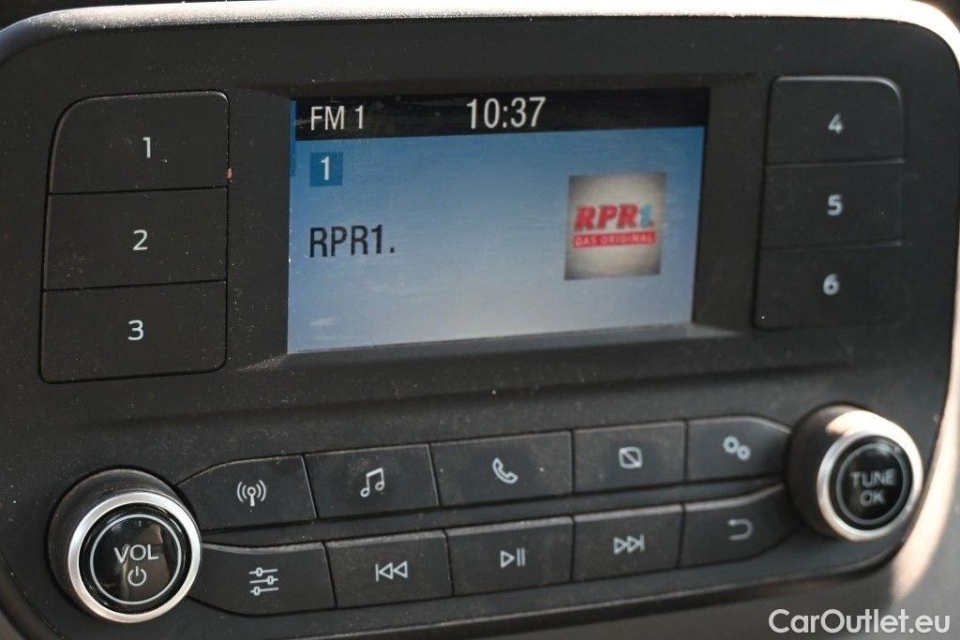 FM 1
10:37
1
RPR1.
RPR1.
DAS ORIGINAL
1
2
3
4
5
6
VOL
TUNE
OK
CarOutlet.eu